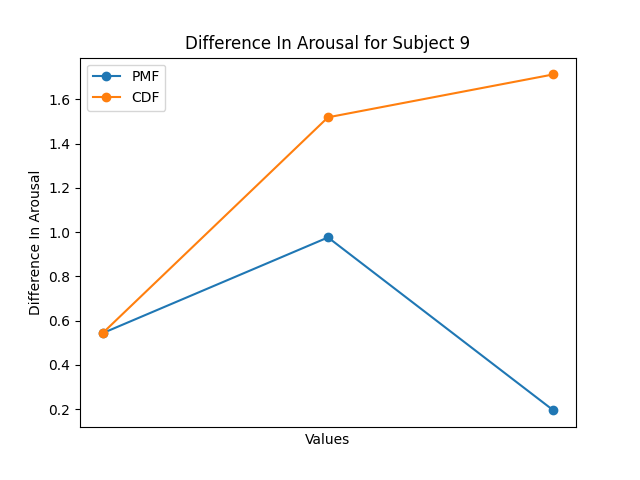 Difference In Arousal for Subject 9
PMF
CDF
1.6
1.4
1.2
1.0
0.8
0.6
0.4
0.2
Difference In Arousal
Values